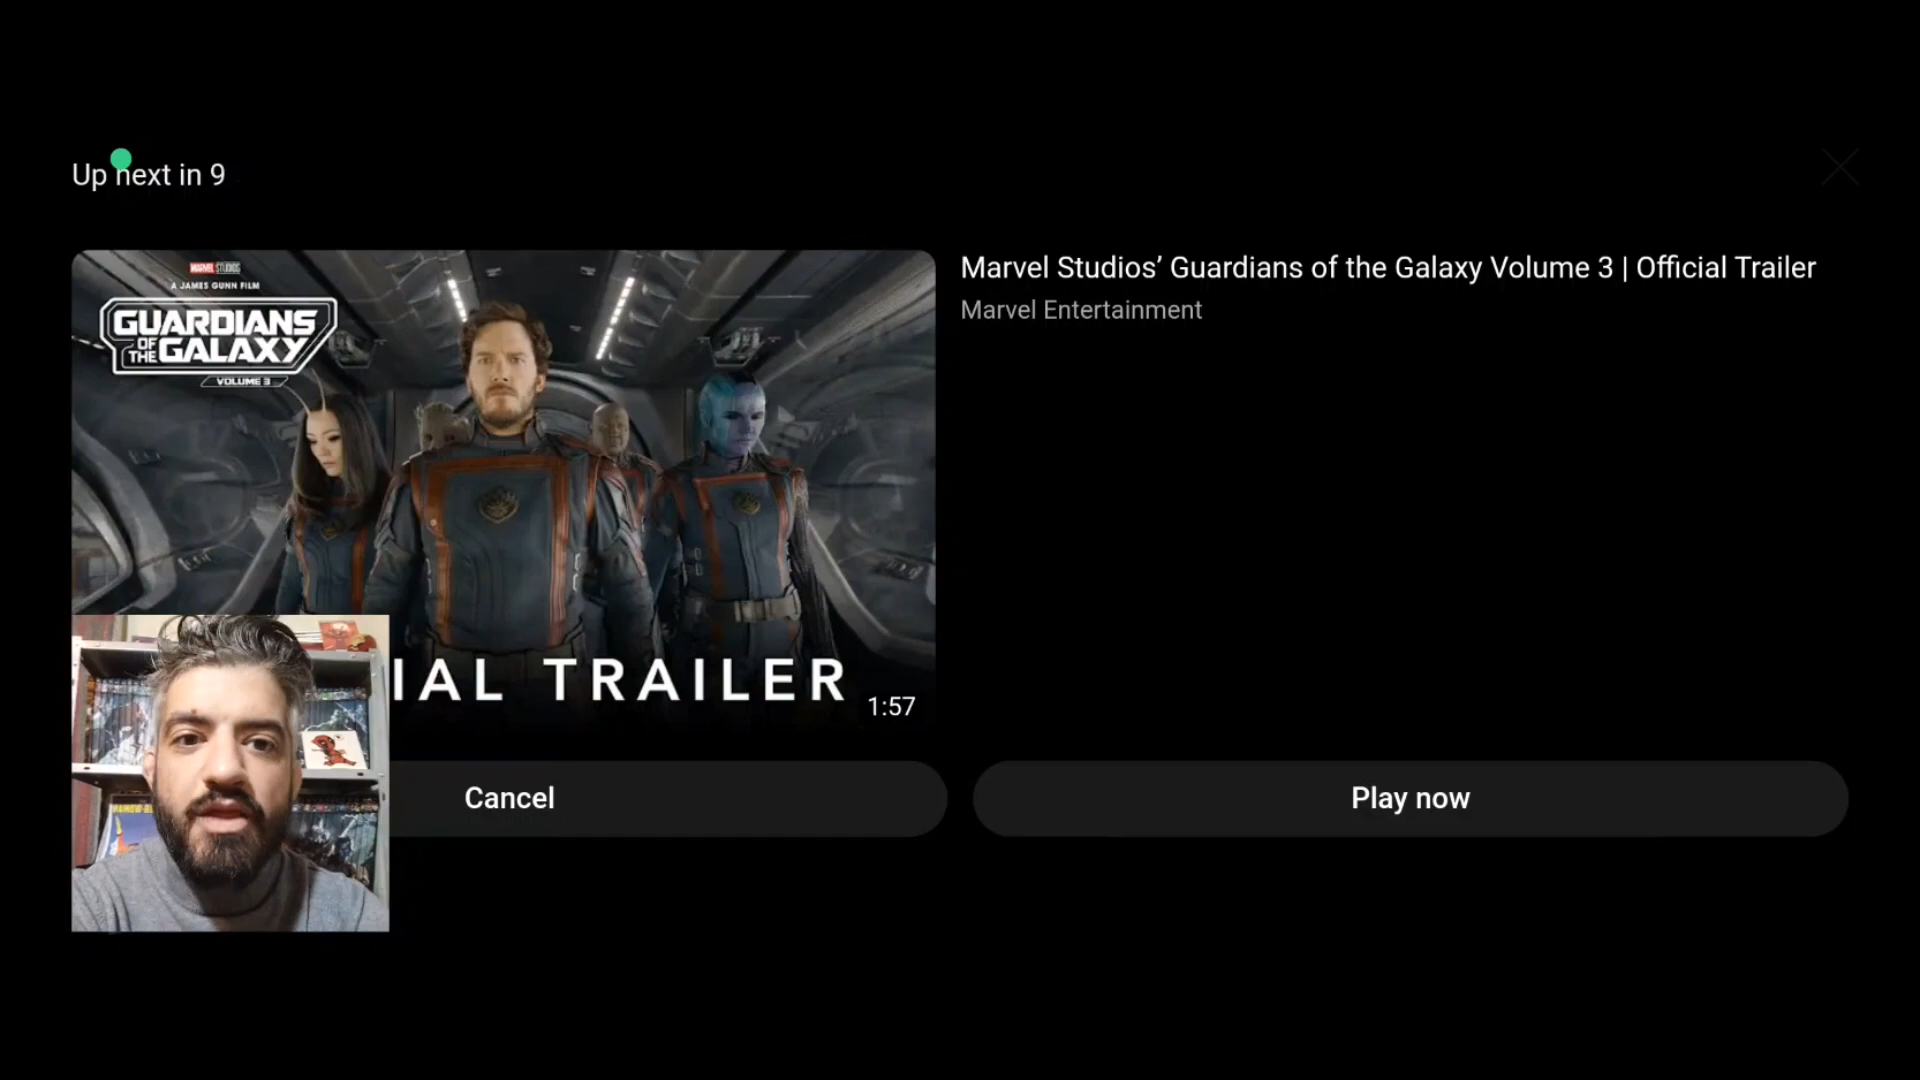 Up next in 9
MARVEL STUDIOS
A JAMES GUNN FILM
GUARDIANS
OF
THE GALAXY
VOLUME 3
Marvel Studios’ Guardians of the Galaxy Volume 3 | Official Trailer
Marvel Entertainment
IAL TRAILER
1:57
Cancel
Play now